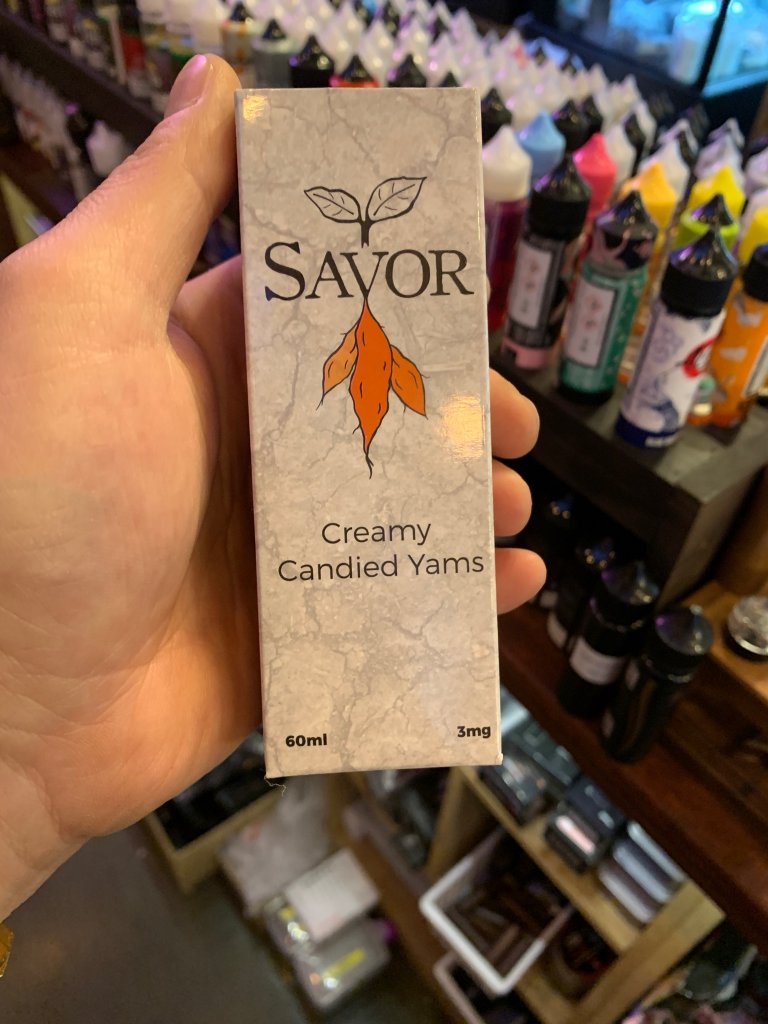 SAVOR
Creamy
Candied Yams
60ml
3mg